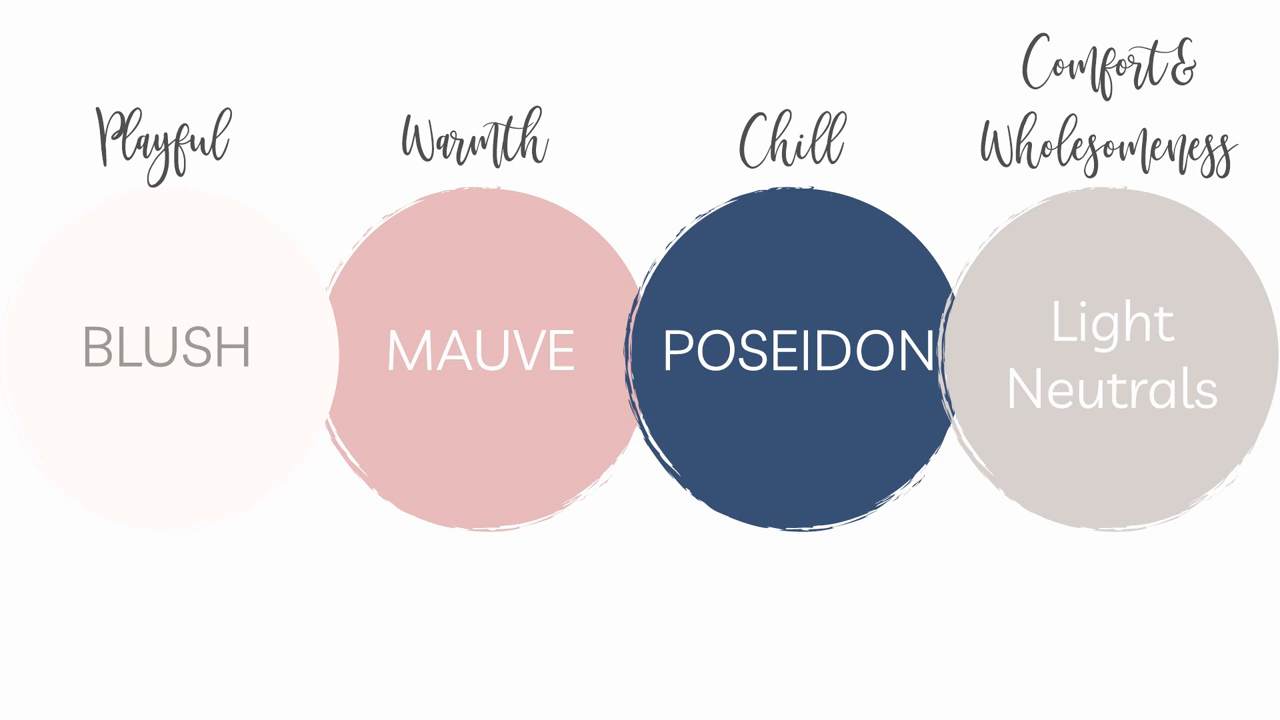 Playful
Warmth
Chill
Comfort &
Wholesomeness
BLUSH
MAUVE
POSEIDON
Light
Neutrals